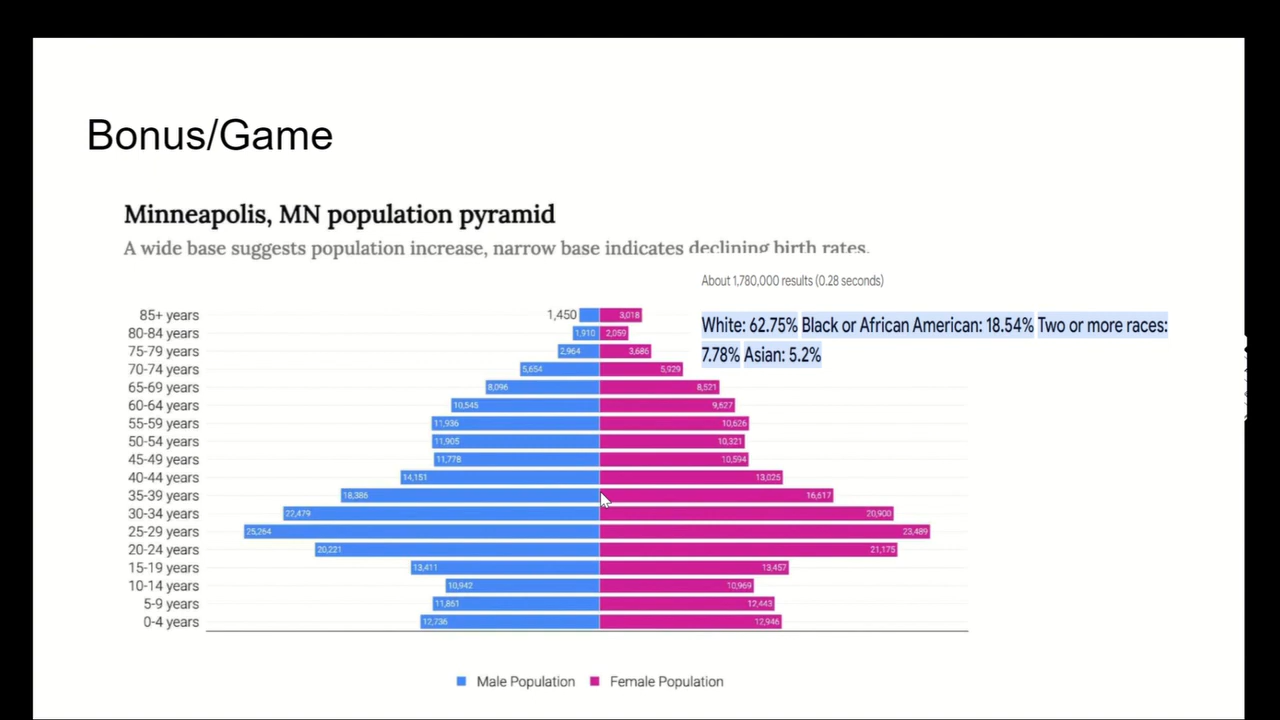 Bonus/Game
Minneapolis, MN population pyramid
A wide base suggests population increase, narrow base indicates declining birth rates.
About 1,780,000 results (0.28 seconds)
White: 62.75% Black or African American: 18.54% Two or more races:
7.78% Asian: 5.2%
85+ years 1,450 3,018
80-84 years 1,910 2,059
75-79 years 2,964 3,686
70-74 years 5,654 5,929
65-69 years 8,096 8,521
60-64 years 10,545 9,627
55-59 years 11,936 10,626
50-54 years 11,905 10,321
45-49 years 11,778 10,594
40-44 years 14,151 13,025
35-39 years 18,386 16,617
30-34 years 22,479 20,900
25-29 years 25,264 23,489
20-24 years 20,221 21,175
15-19 years 13,411 13,457
10-14 years 10,942 10,969
5-9 years 11,861 12,443
0-4 years 12,736 12,946
Male Population Female Population